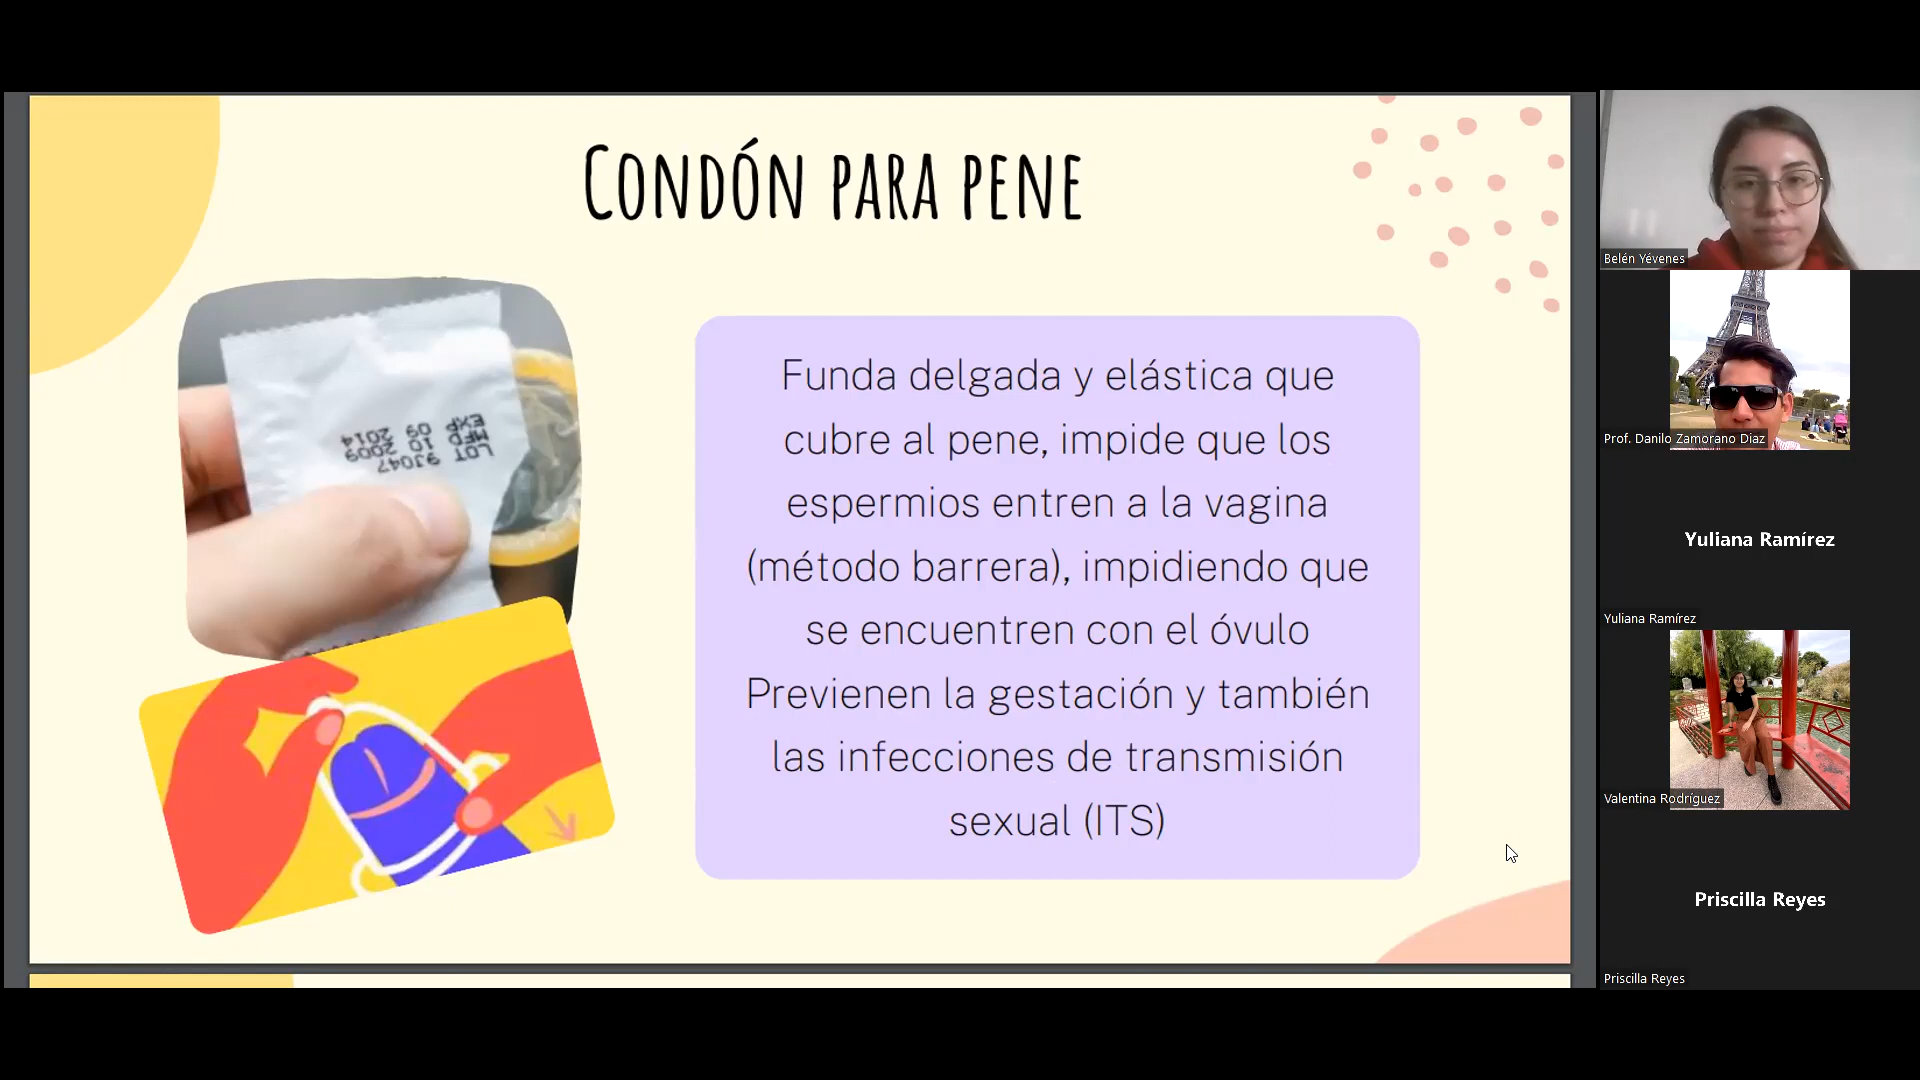 Condón para pene
Funda delgada y elástica que
cubre al pene, impide que los
espermios entren a la vagina
(método barrera), impidiendo que
se encuentren con el óvulo
Previenen la gestación y también
las infecciones de transmisión
sexual (ITS)
LOT 9J047
MFD 10 2009
EXP 09 2014
Belén Yévenes
Prof. Danilo Zamorano Diaz
Yuliana Ramírez
Yuliana Ramírez
Valentina Rodríguez
Priscilla Reyes
Priscilla Reyes